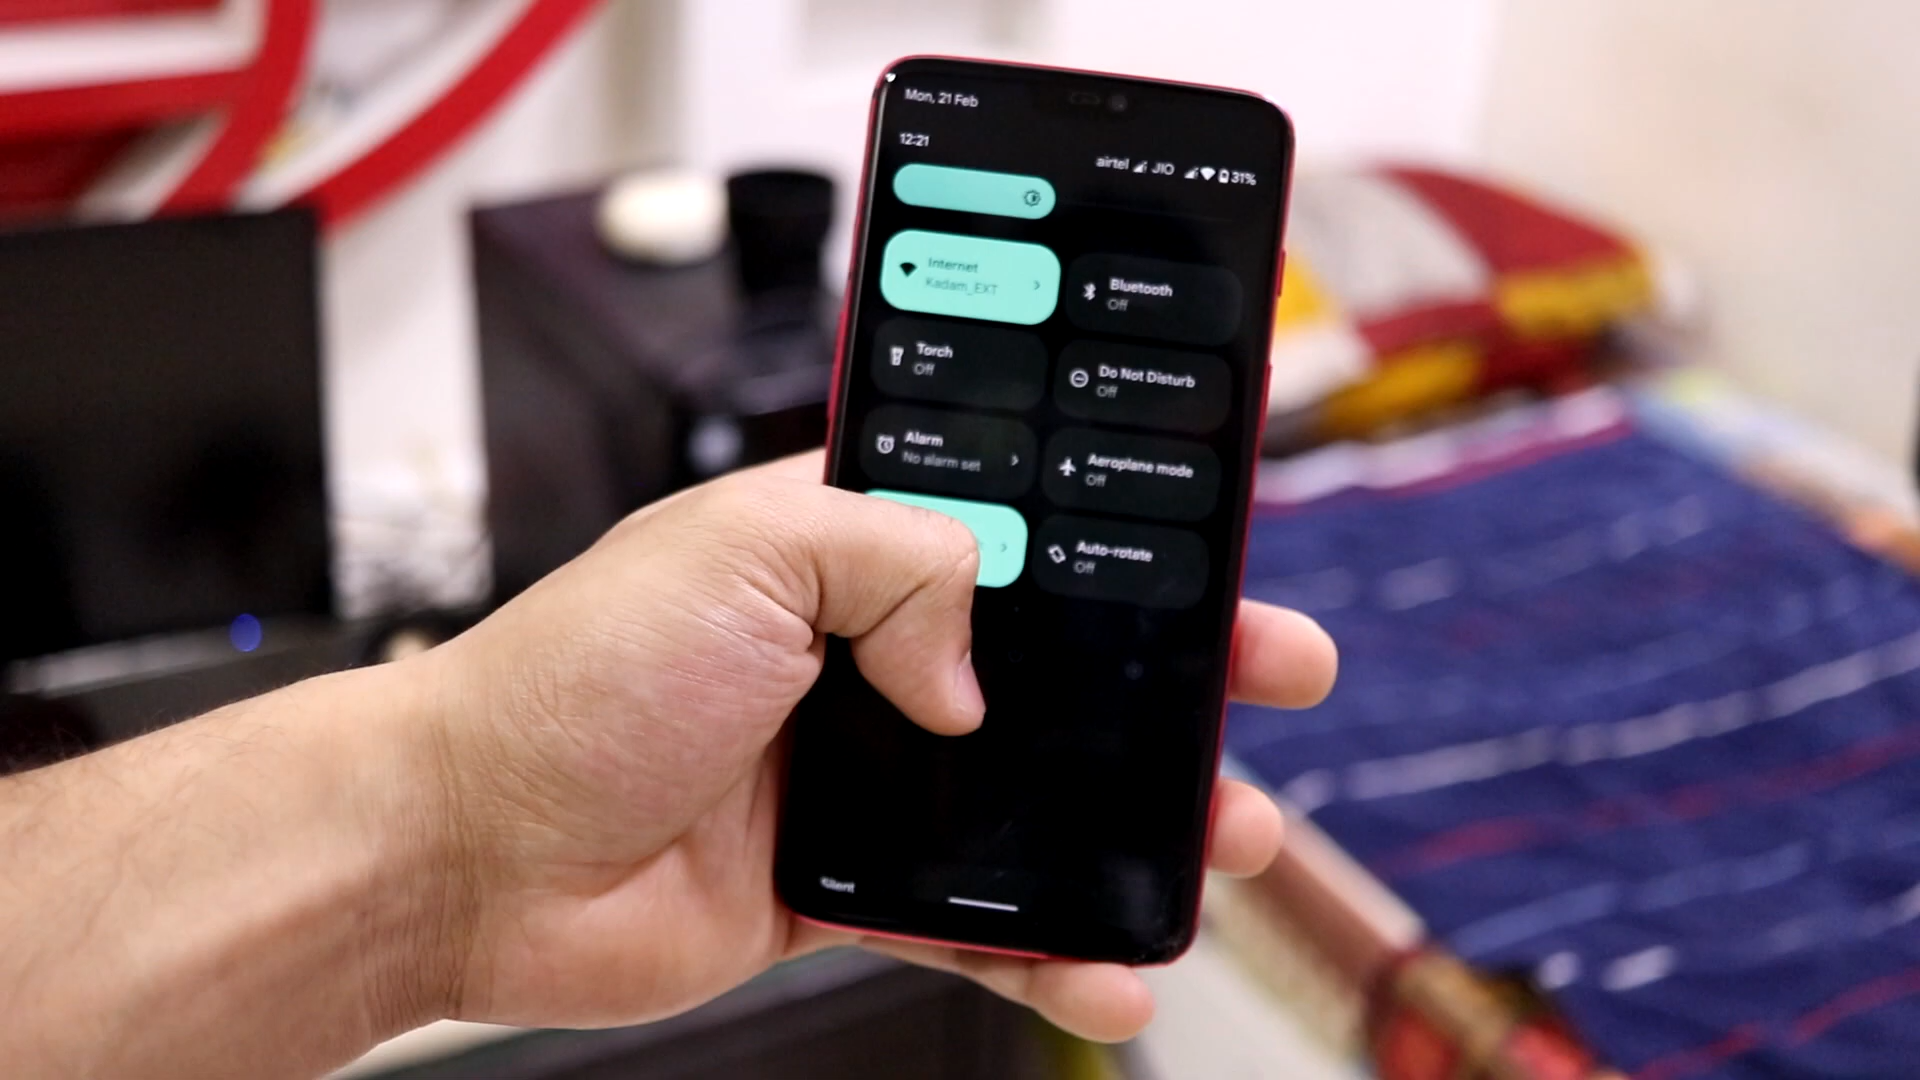 Mon, 21 Feb
12:21
airtel JIO 31%
Internet
Kadam_EXT
Bluetooth
Off
Torch
Off
Do Not Disturb
Off
Alarm
No alarm set
Aeroplane mode
Off
Auto-rotate
Off
Silent